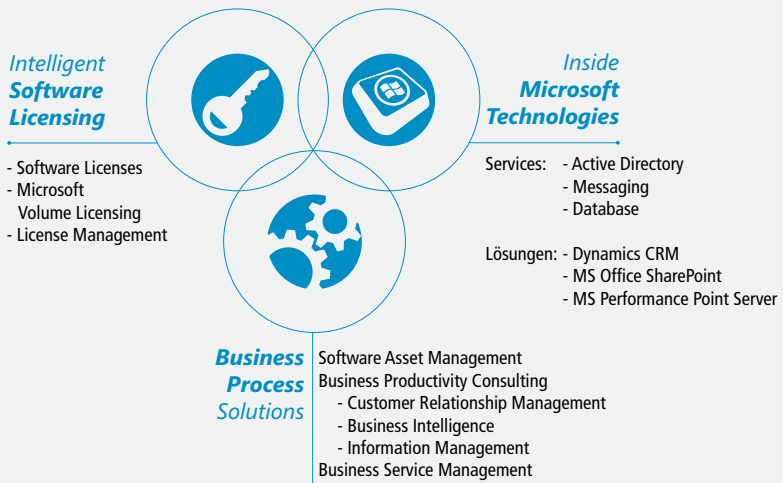 Intelligent
Software
Licensing
- Software Licenses
- Microsoft
Volume Licensing
- License Management
Inside
Microsoft
Technologies
Services: - Active Directory
- Messaging
- Database
Lösungen: - Dynamics CRM
- MS Office SharePoint
- MS Performance Point Server
Business
Process
Solutions
Software Asset Management
Business Productivity Consulting
- Customer Relationship Management
- Business Intelligence
- Information Management
Business Service Management